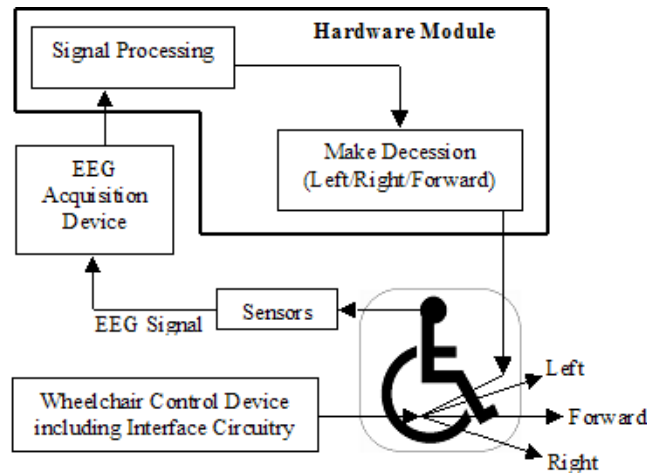 Hardware Module
Signal Processing
Make Decession
(Left/Right/Forward)
EEG
Acquisition
Device
EEG Signal
Sensors
Wheelchair Control Device
including Interface Circuitry
Left
Forward
Right